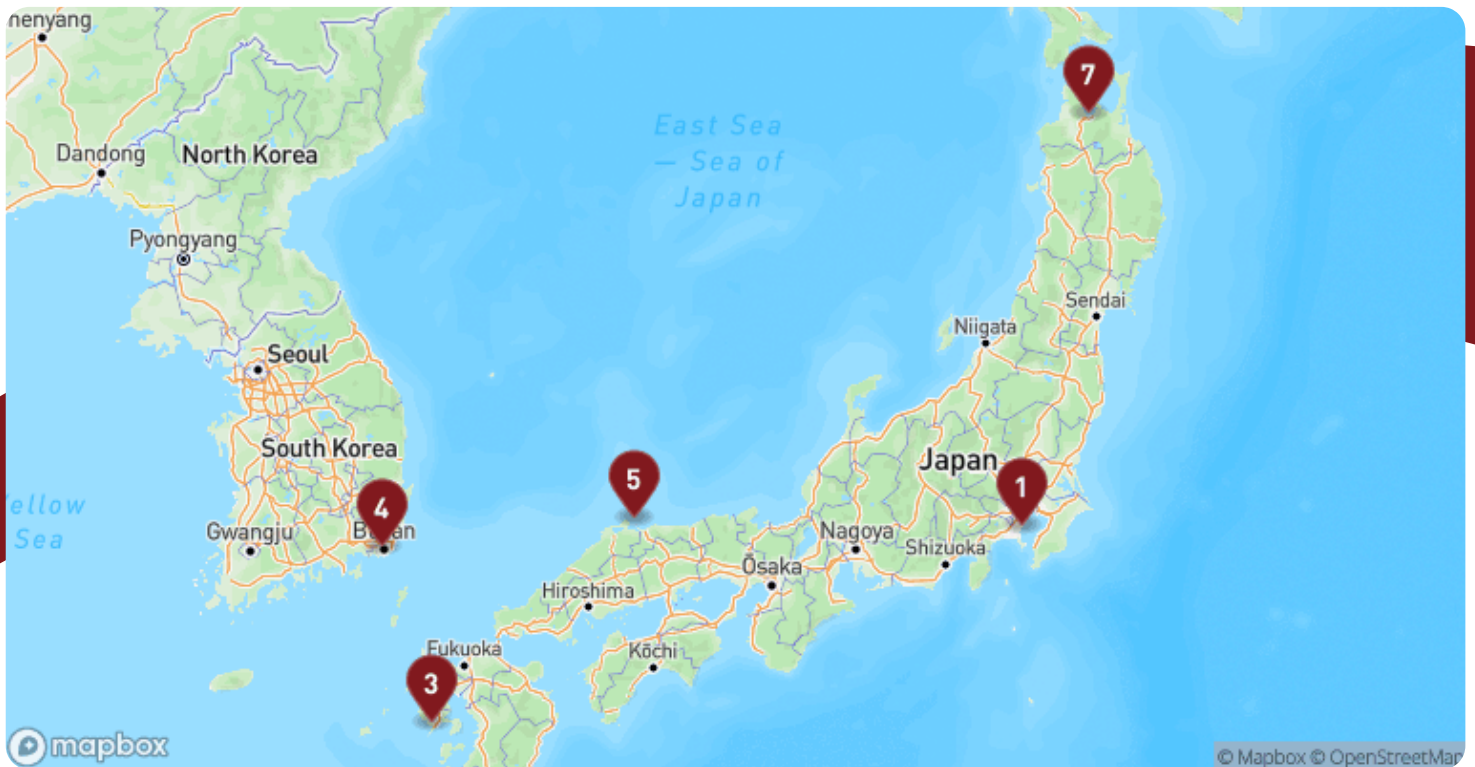 henyang
7
East Sea
— Sea of
Japan
Dandong
North Korea
Pyongyang
Sendai
Niigata
Seoul
South Korea
Japan
5
1
4
Yellow
Sea
Gwangju
Nagoya
Shizuoka
Ōsaka
Hiroshima
Fukuoka
Kōchi
3
mapbox
© Mapbox © OpenStreetMap